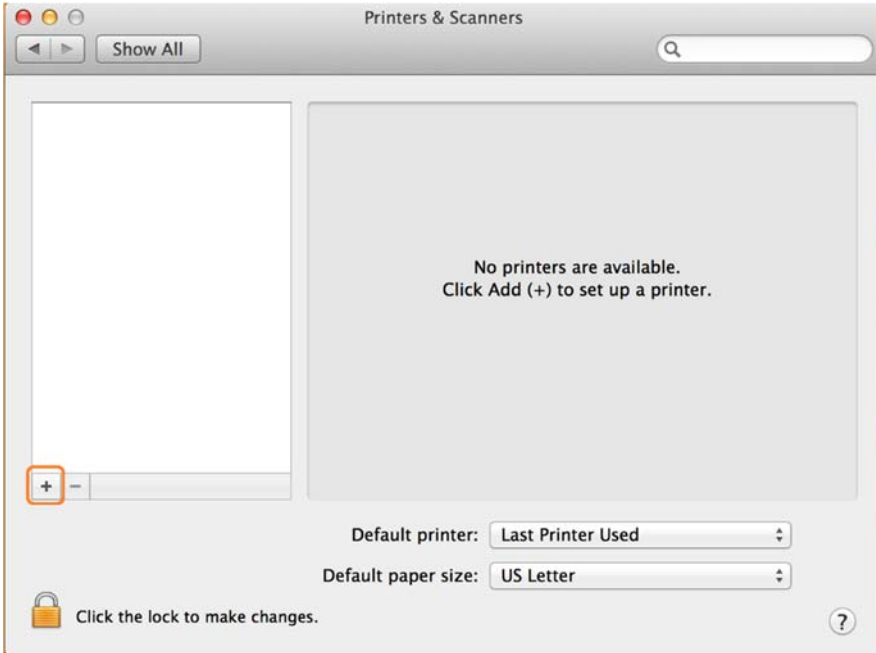 Printers & Scanners
Show All
No printers are available.
Click Add (+) to set up a printer.
+ −
Default printer: Last Printer Used
Default paper size: US Letter
Click the lock to make changes.
?